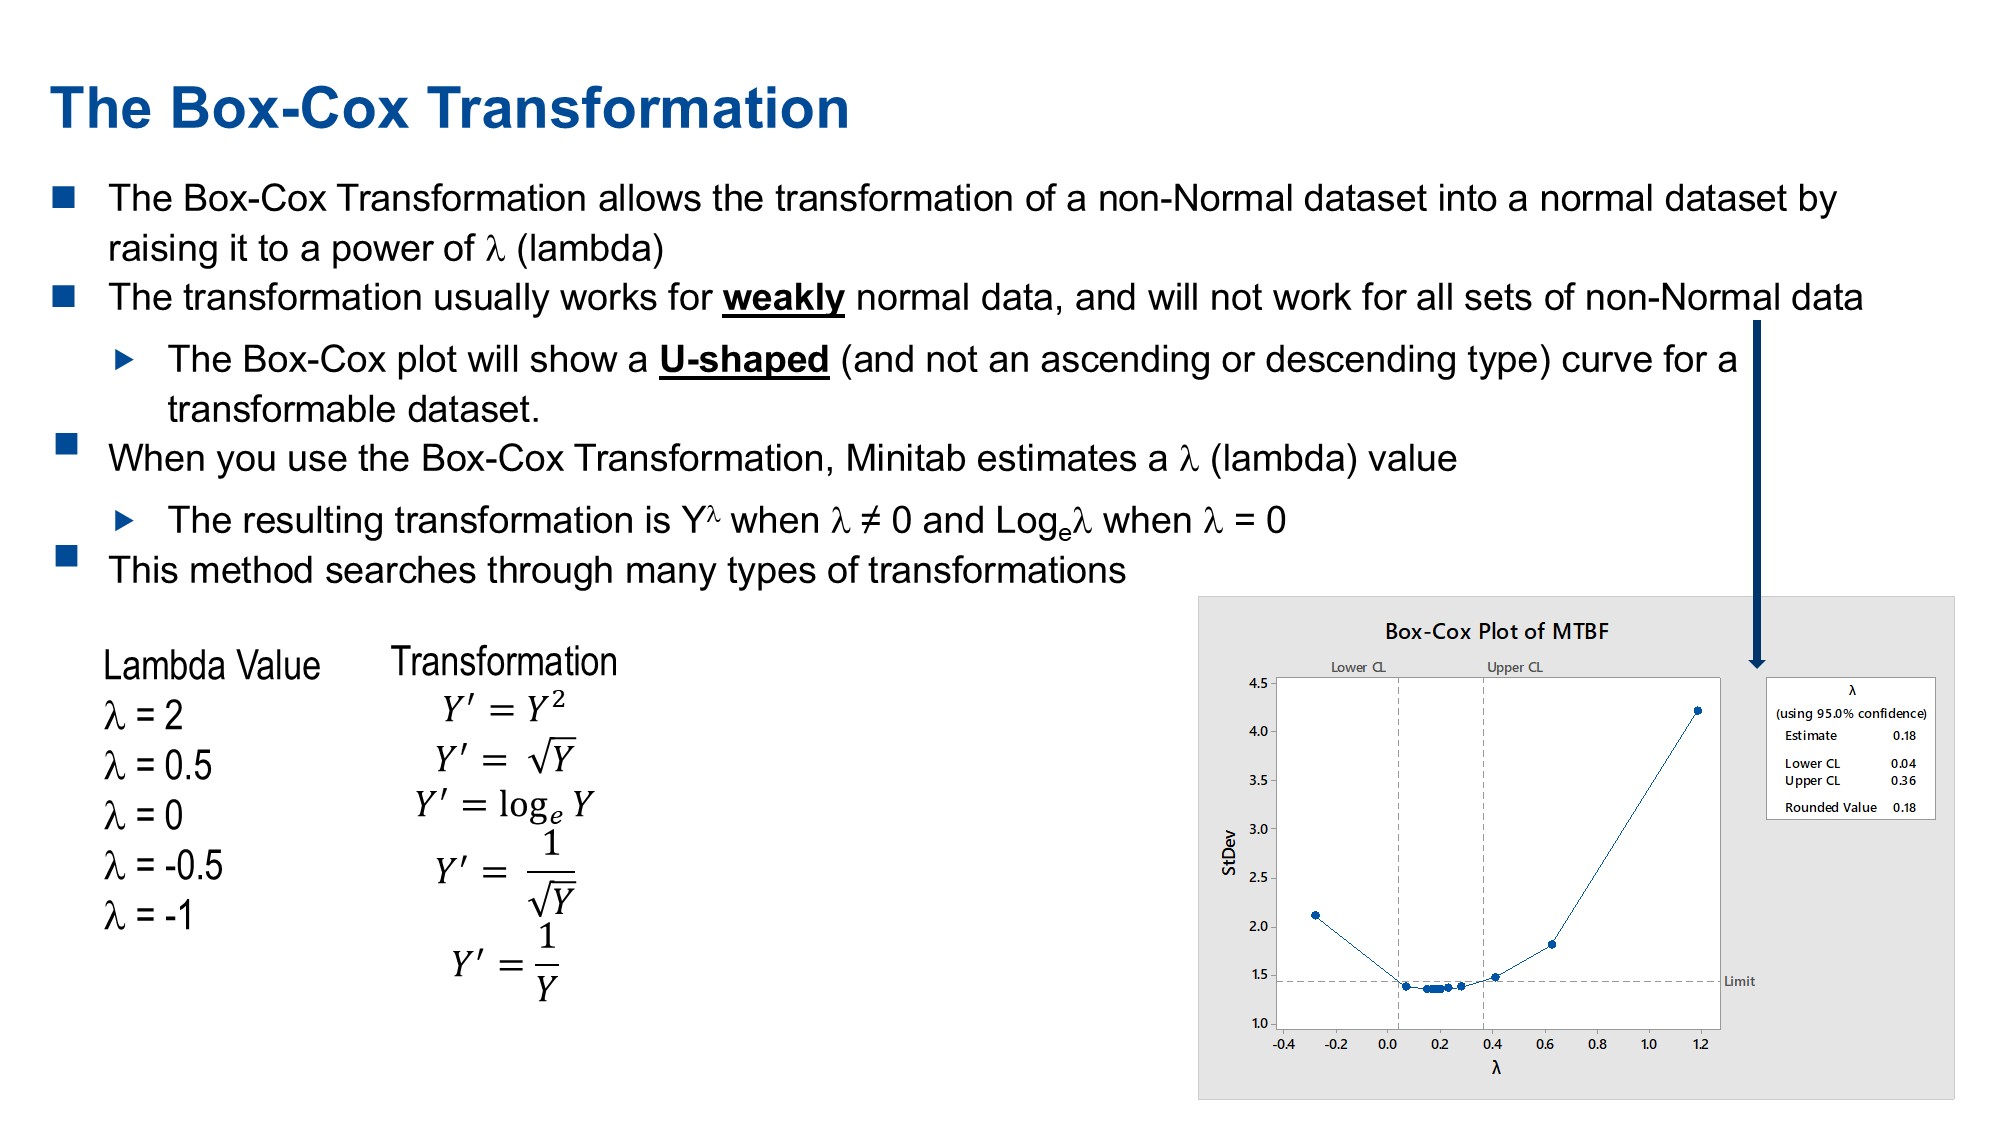 The Box-Cox Transformation
■ The Box-Cox Transformation allows the transformation of a non-Normal dataset into a normal dataset by
raising it to a power of λ (lambda)
■ The transformation usually works for weakly normal data, and will not work for all sets of non-Normal data
▶ The Box-Cox plot will show a U-shaped (and not an ascending or descending type) curve for a
transformable dataset.
■ When you use the Box-Cox Transformation, Minitab estimates a λ (lambda) value
▶ The resulting transformation is Y^λ when λ ≠ 0 and Log_eλ when λ = 0
■ This method searches through many types of transformations
Lambda Value
λ = 2
λ = 0.5
λ = 0
λ = -0.5
λ = -1
Transformation
Y′ = Y²
Y′ = √Y
Y′ = log_e Y
Y′ = 1/√Y
Y′ = 1/Y
Box-Cox Plot of MTBF
Lower CL Upper CL
4.5
4.0
3.5
3.0
2.5
2.0
1.5
1.0
StDev
Limit
-0.4 -0.2 0.0 0.2 0.4 0.6 0.8 1.0 1.2
λ
λ
(using 95.0% confidence)
Estimate 0.18
Lower CL 0.04
Upper CL 0.36
Rounded Value 0.18